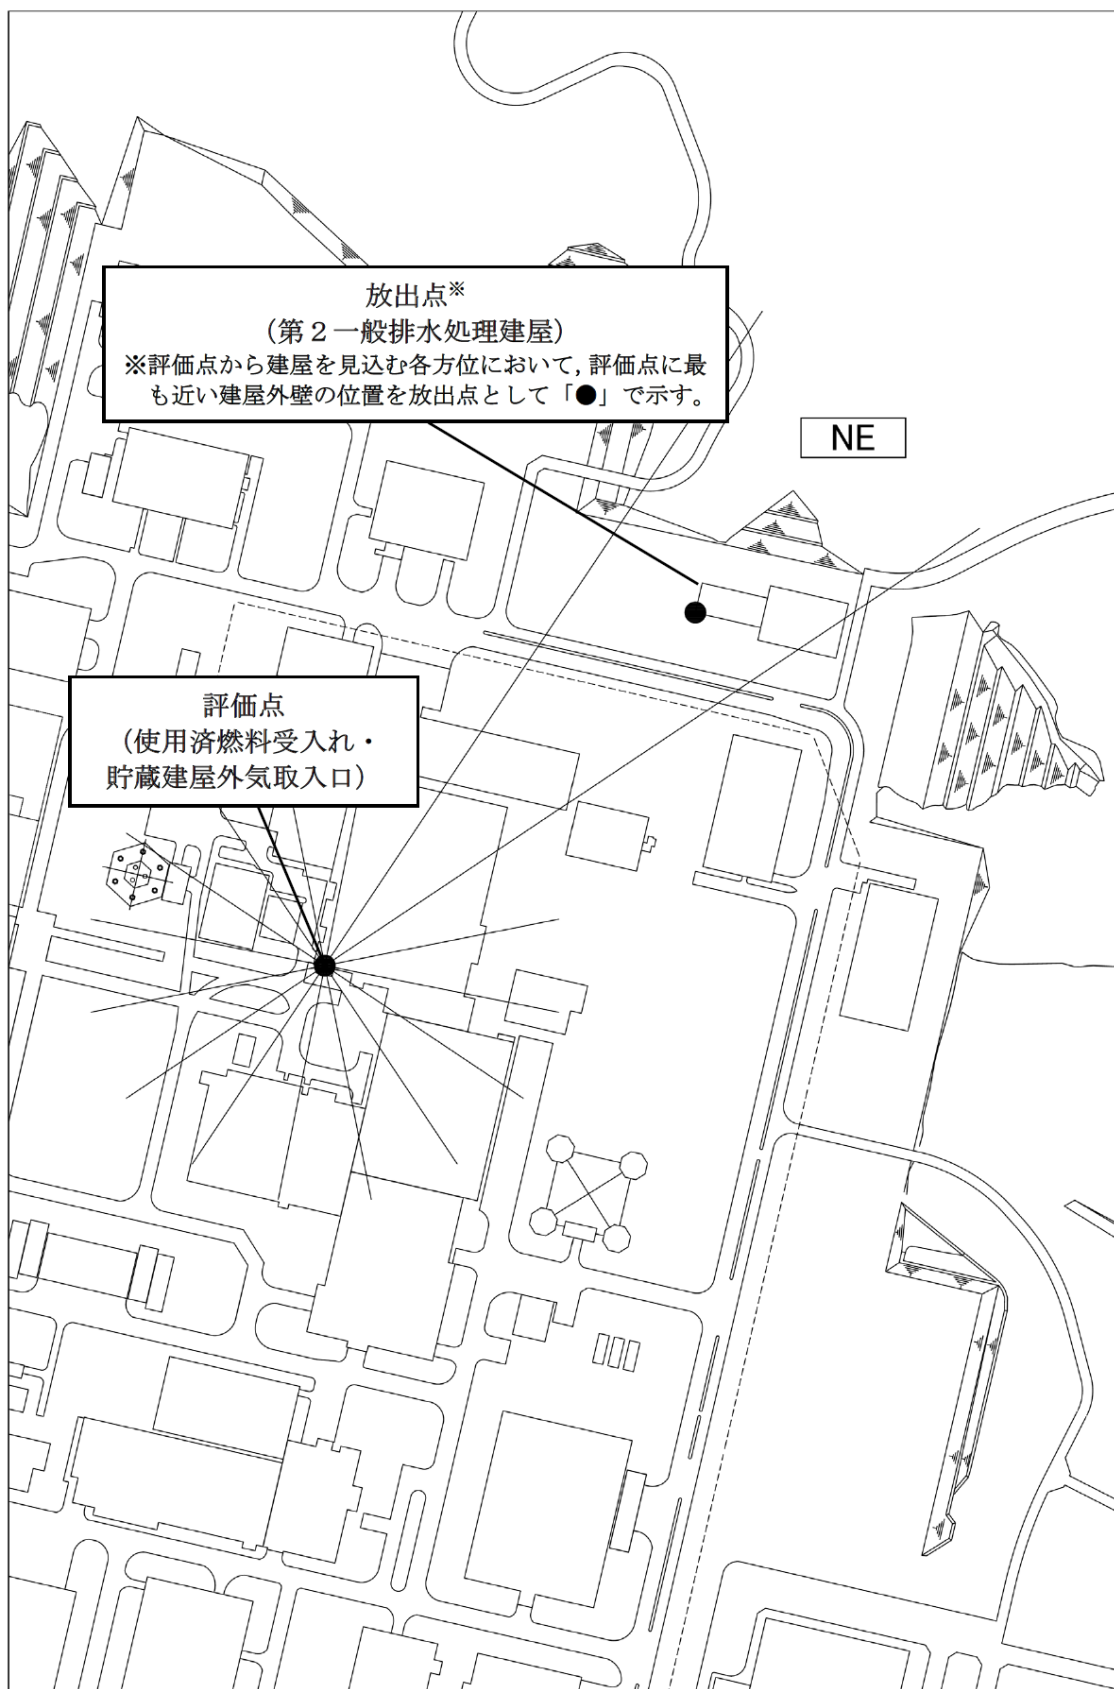 放出点※
（第２一般排水処理建屋）
※評価点から建屋を見込む各方位において，評価点に最
も近い建屋外壁の位置を放出点として「●」で示す。
NE
評価点
（使用済燃料受入れ・
貯蔵建屋外気取入口）